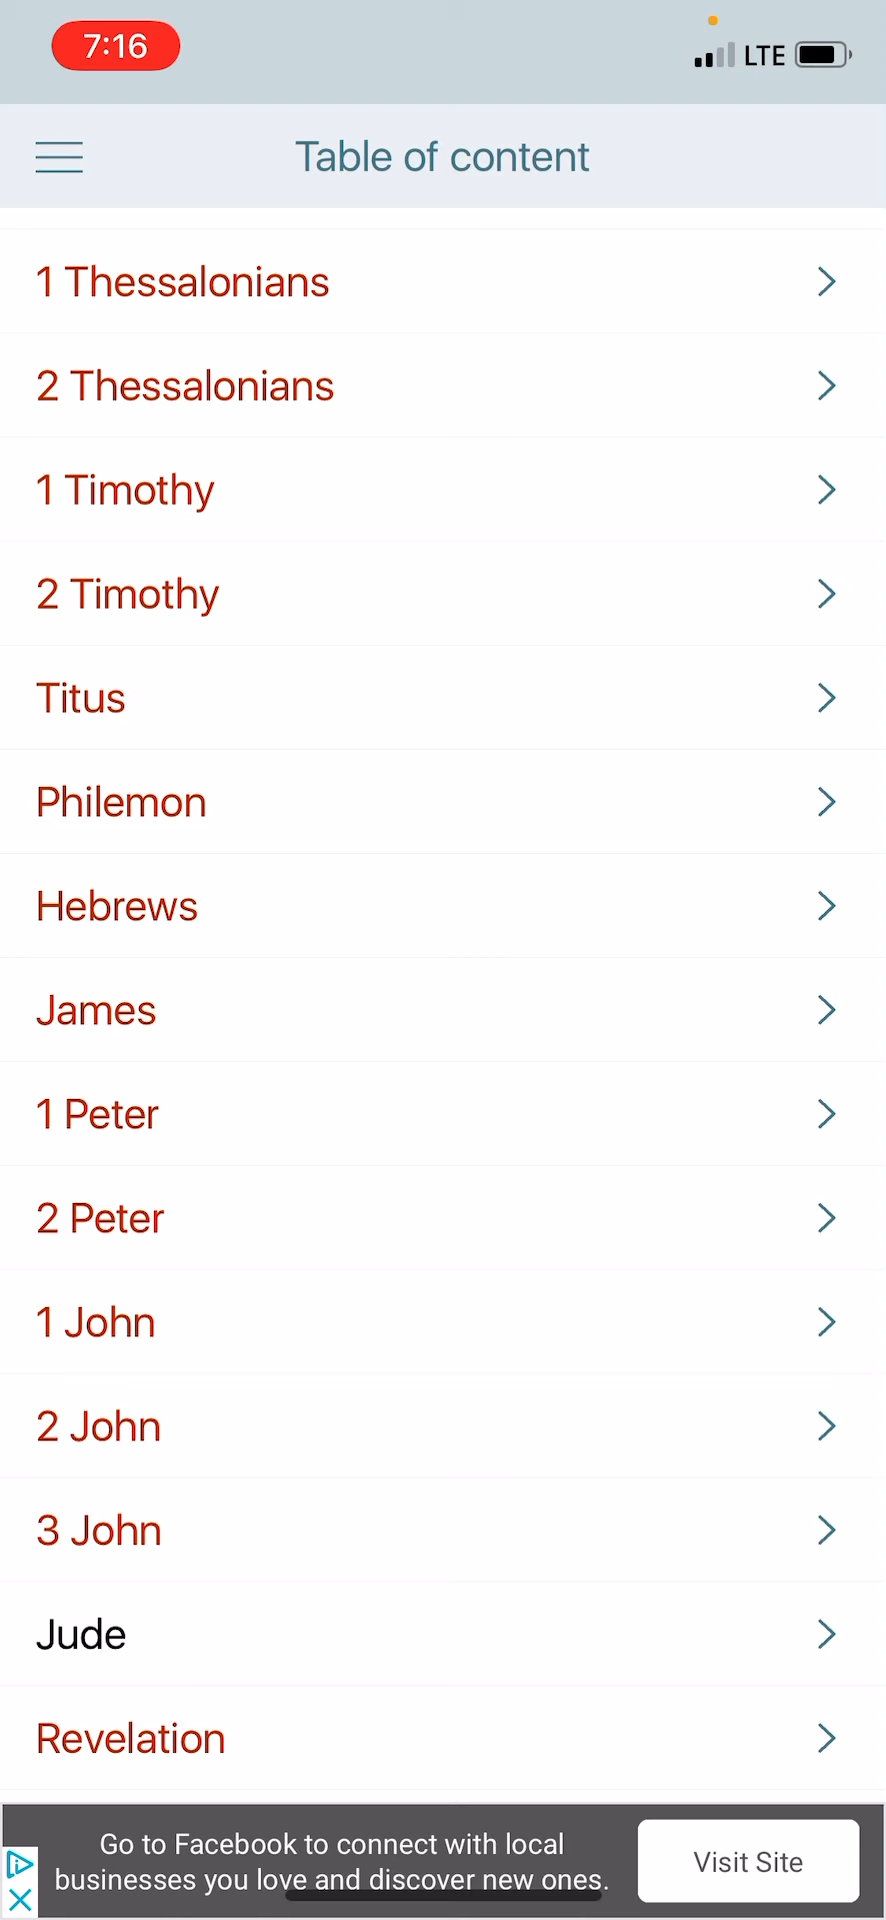 7:16
LTE
Table of content
1 Thessalonians
2 Thessalonians
1 Timothy
2 Timothy
Titus
Philemon
Hebrews
James
1 Peter
2 Peter
1 John
2 John
3 John
Jude
Revelation
Go to Facebook to connect with local
businesses you love and discover new ones.
Visit Site